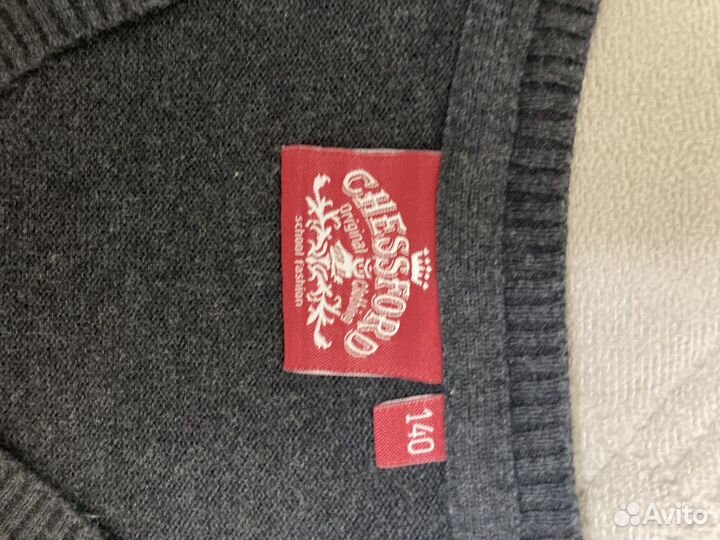 CHESSFORD
Original Clothing
school fashion
140
Avito